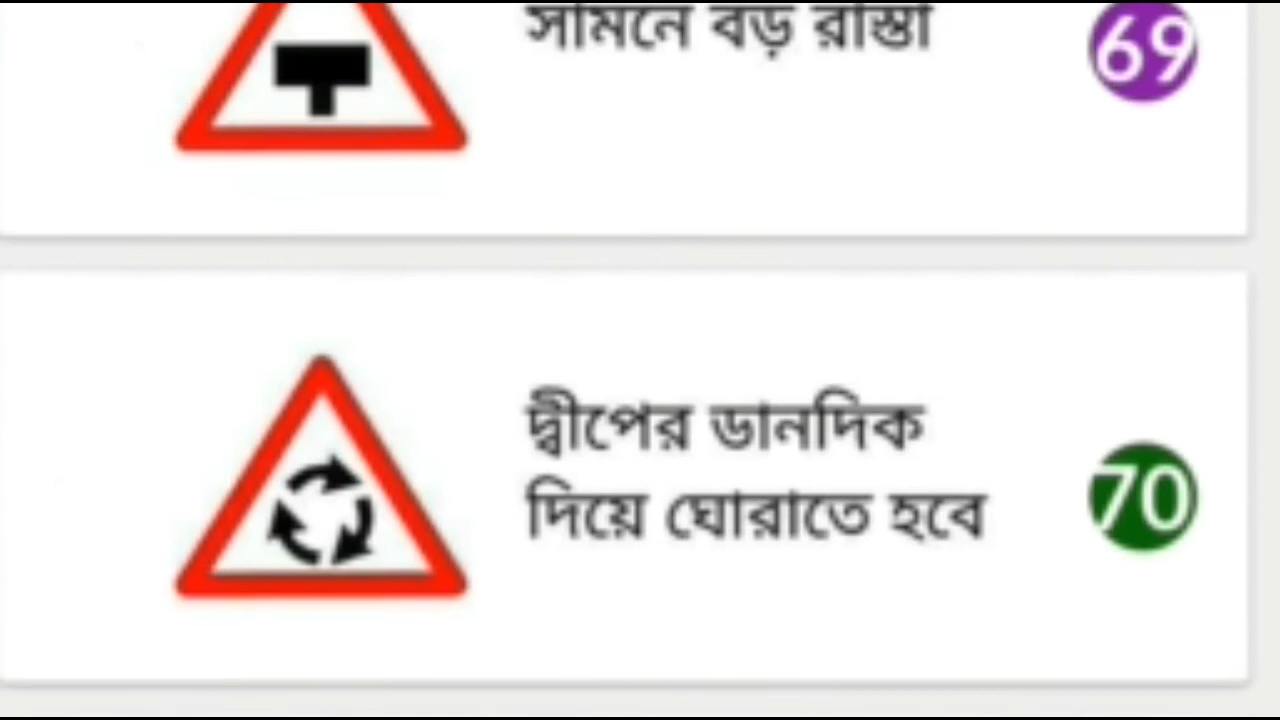 সামনে বড় রাস্তা
69
দ্বীপের ডানদিক
দিয়ে ঘোরাতে হবে
70